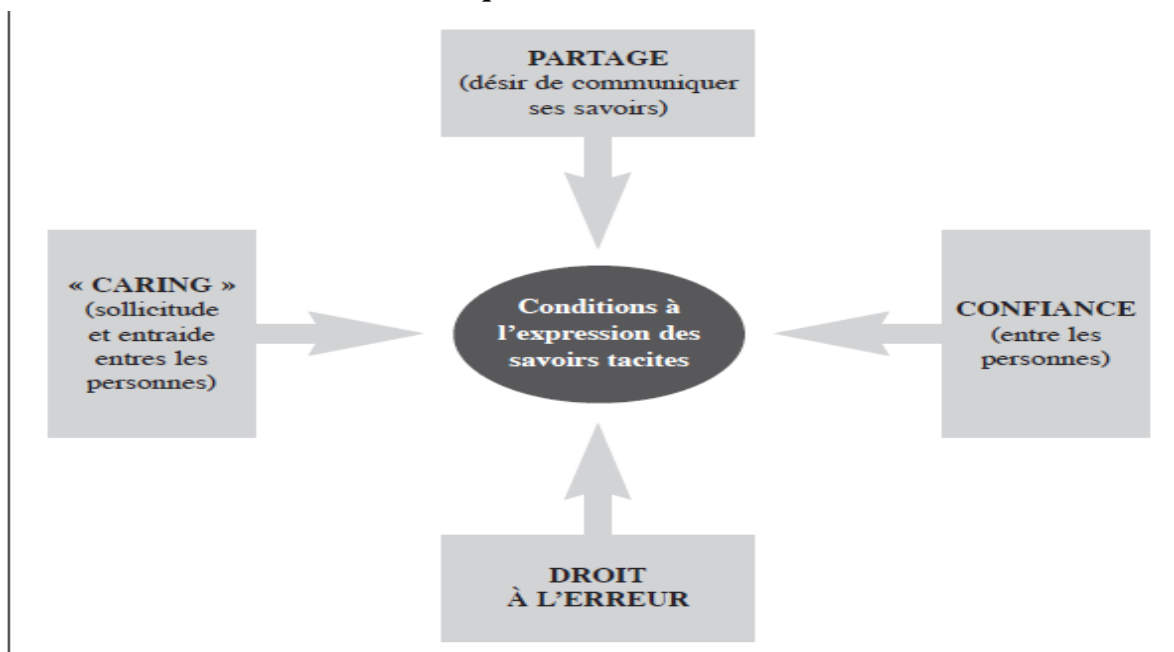 PARTAGE
(désir de communiquer
ses savoirs)
« CARING »
(sollicitude
et entraide
entres les
personnes)
Conditions à
l'expression des
savoirs tacites
CONFIANCE
(entre les
personnes)
DROIT
À L'ERREUR